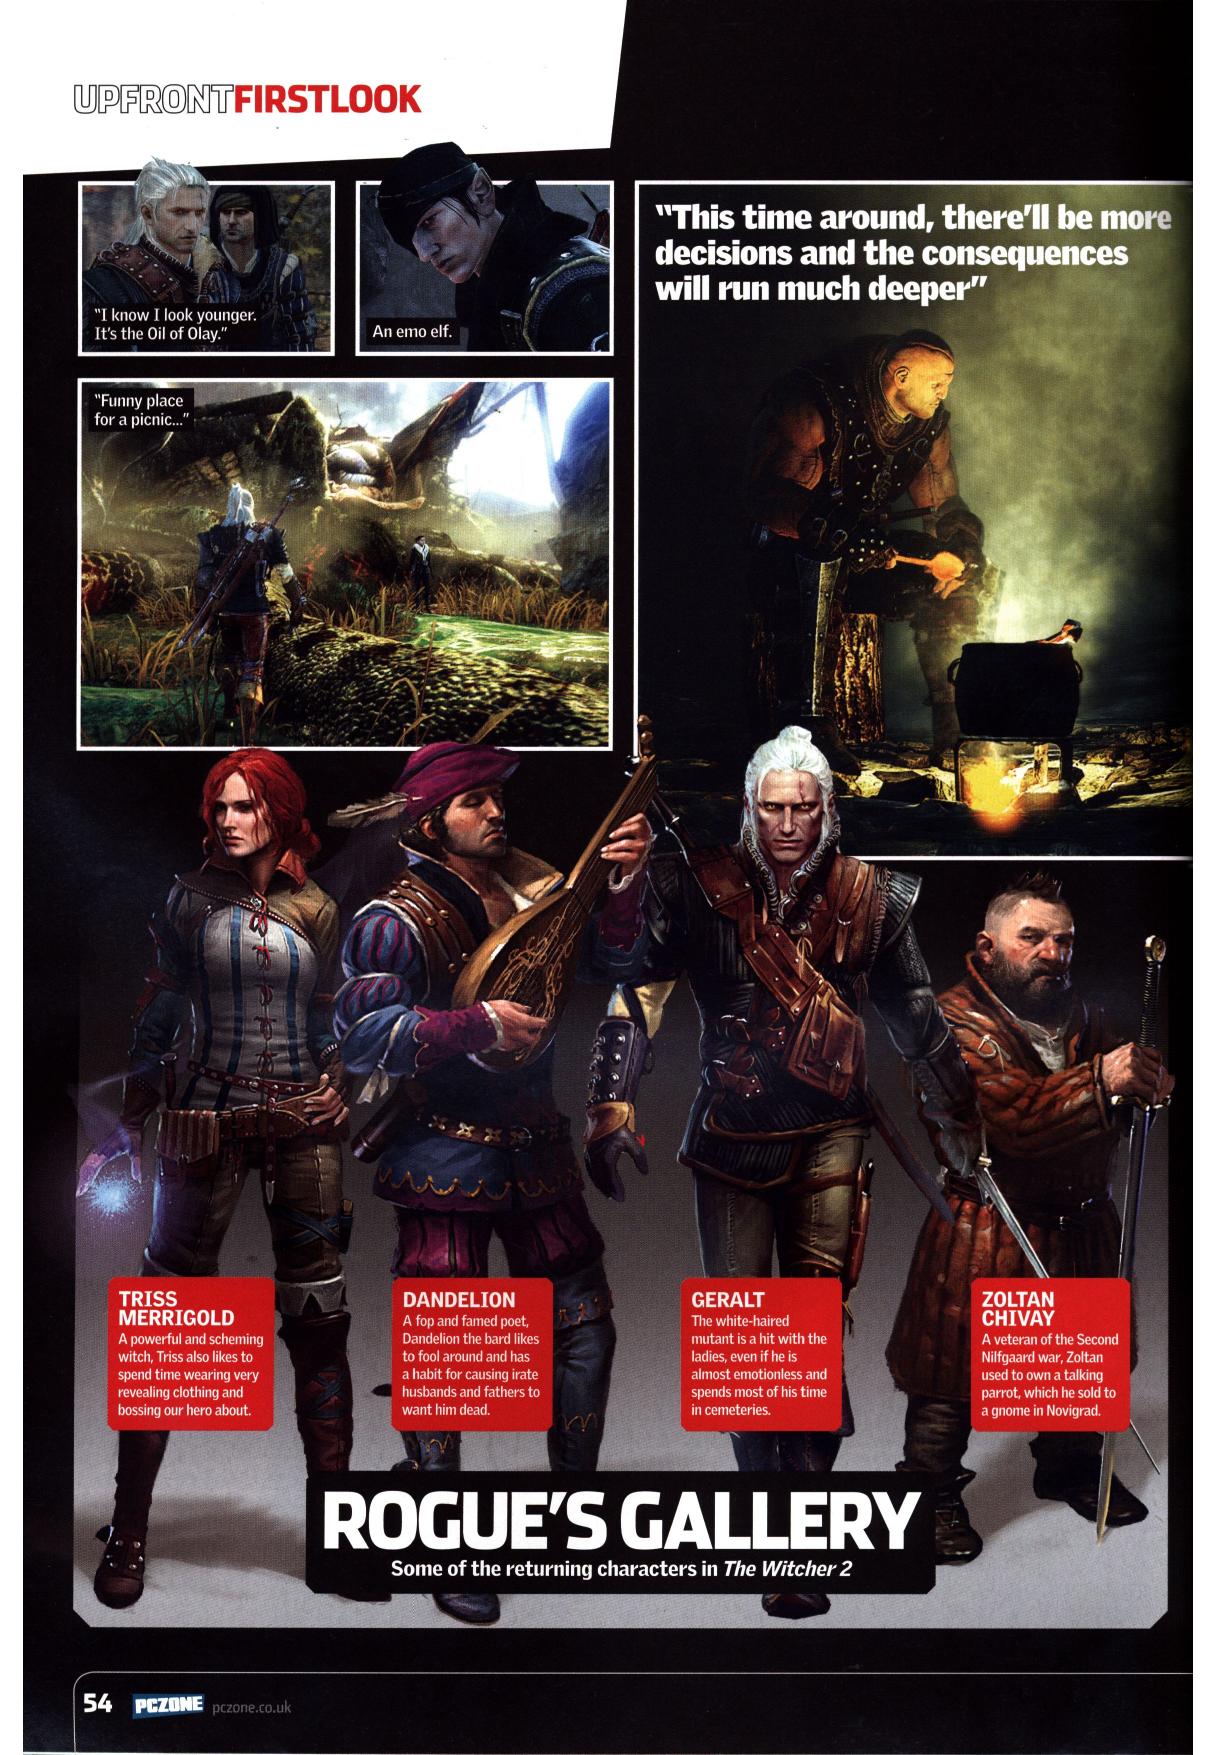 UPFRONTFIRSTLOOK
"I know I look younger.
It's the Oil of Olay."
An emo elf.
"This time around, there'll be more
decisions and the consequences
will run much deeper"
"Funny place
for a picnic..."
TRISS
MERRIGOLD
A powerful and scheming
witch, Triss also likes to
spend time wearing very
revealing clothing and
bossing our hero about.
DANDELION
A fop and famed poet,
Dandelion the bard likes
to fool around and has
a habit for causing irate
husbands and fathers to
want him dead.
GERALT
The white-haired
mutant is a hit with the
ladies, even if he is
almost emotionless and
spends most of his time
in cemeteries.
ZOLTAN
CHIVAY
A veteran of the Second
Nilfgaard war, Zoltan
used to own a talking
parrot, which he sold to
a gnome in Novigrad.
ROGUE'S GALLERY
Some of the returning characters in The Witcher 2
54 PCZONE pczone.co.uk